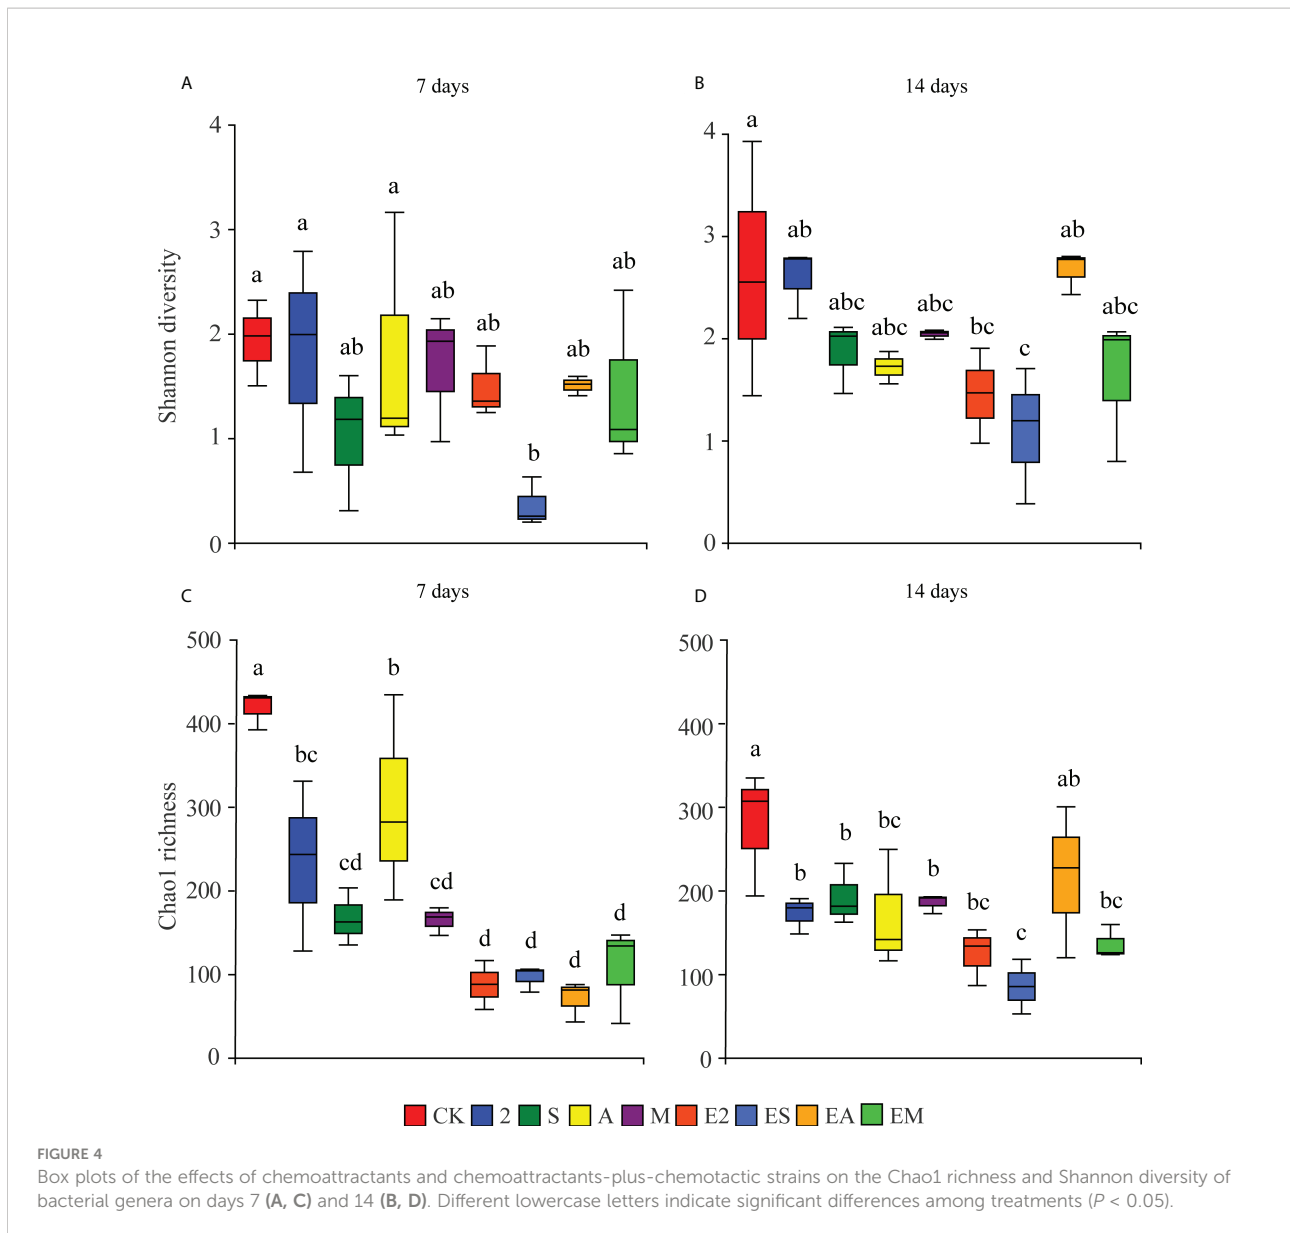 A
7 days
B
14 days
Shannon diversity
4
3
2
1
0
a
a
ab
a
ab
ab
b
ab
ab
4
3
2
1
0
a
ab
abc
abc
abc
bc
c
ab
abc
C
7 days
D
14 days
Chao1 richness
500
400
300
200
100
0
a
bc
cd
b
cd
d
d
d
d
500
400
300
200
100
0
a
b
b
bc
b
bc
c
ab
bc
CK 2 S A M E2 ES EA EM
FIGURE 4
Box plots of the effects of chemoattractants and chemoattractants-plus-chemotactic strains on the Chao1 richness and Shannon diversity of
bacterial genera on days 7 (A, C) and 14 (B, D). Different lowercase letters indicate significant differences among treatments (P < 0.05).